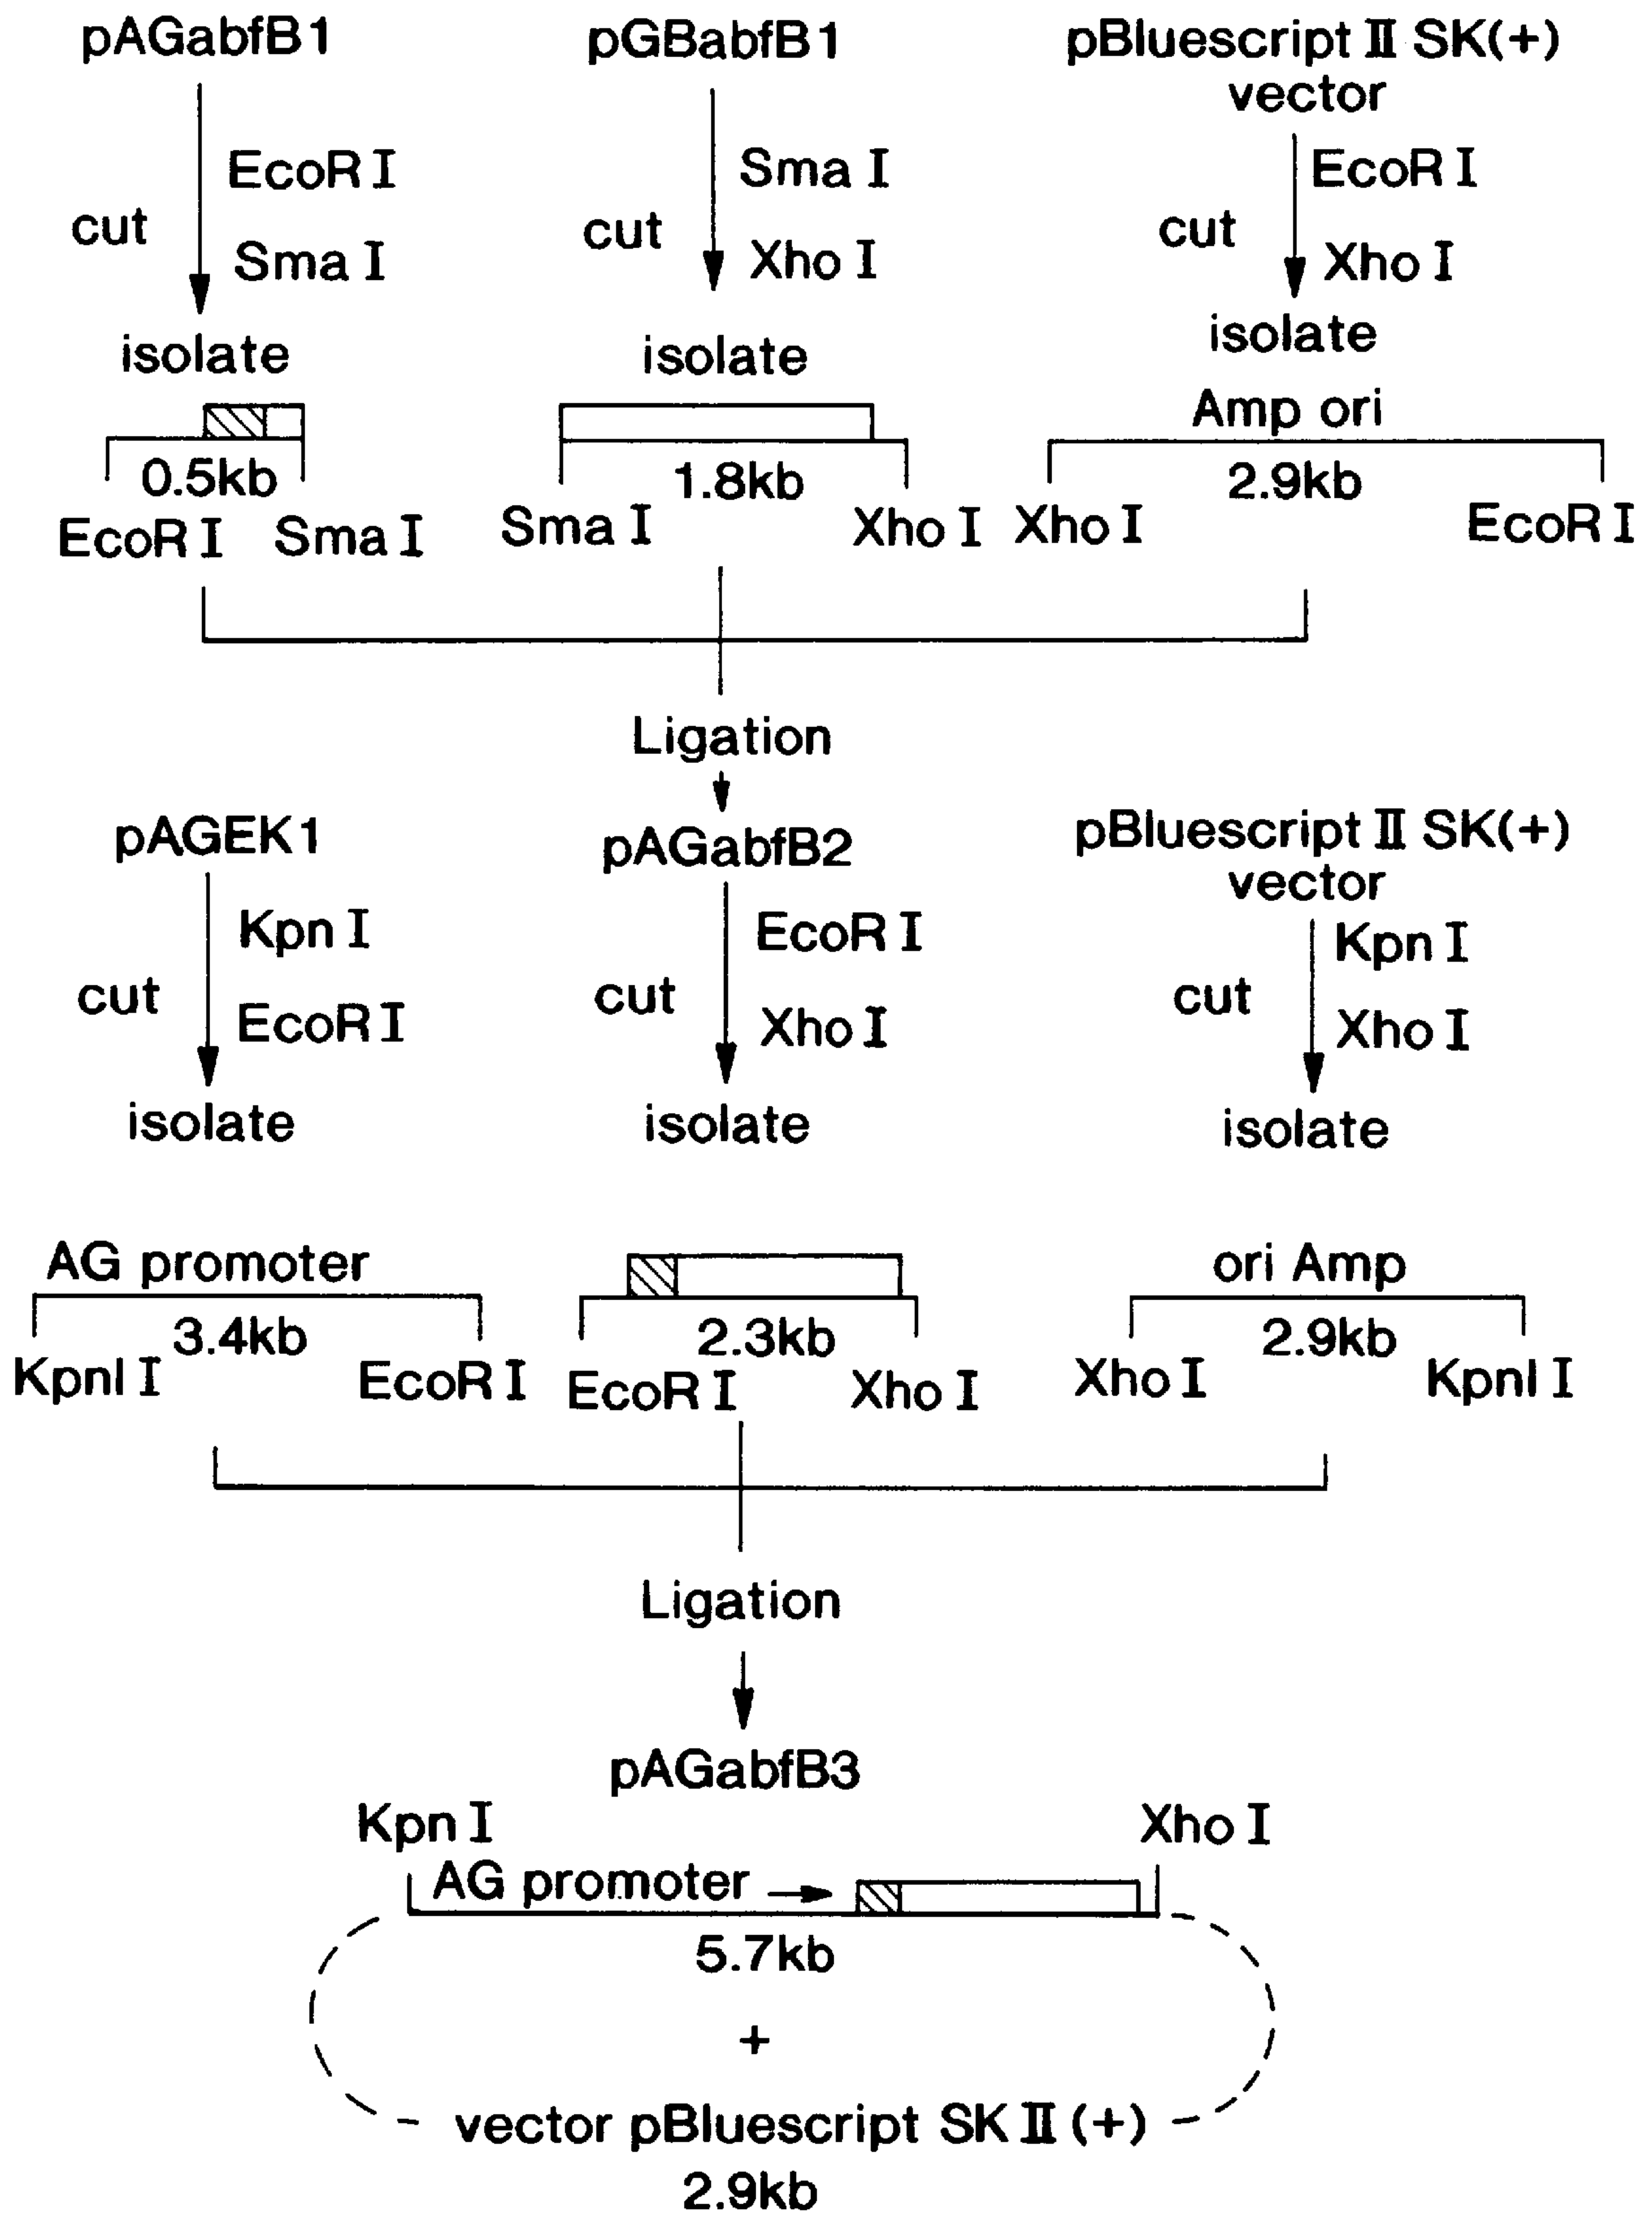 pAGabfB1
pGBabfB1
pBluescript II SK(+)
vector
EcoR I
Sma I
EcoR I
cut
cut
cut
Sma I
Xho I
Xho I
isolate
isolate
isolate
Amp ori
0.5kb
1.8kb
2.9kb
EcoR I
Sma I
Sma I
Xho I
Xho I
EcoR I
Ligation
pAGEK1
pAGabfB2
pBluescript II SK(+)
vector
Kpn I
EcoR I
Kpn I
cut
cut
cut
EcoR I
Xho I
Xho I
isolate
isolate
isolate
AG promoter
ori Amp
3.4kb
2.3kb
2.9kb
KpnI I
EcoR I
EcoR I
Xho I
Xho I
KpnI I
Ligation
pAGabfB3
Kpn I
Xho I
AG promoter
5.7kb
+
vector pBluescript SK II (+)
2.9kb